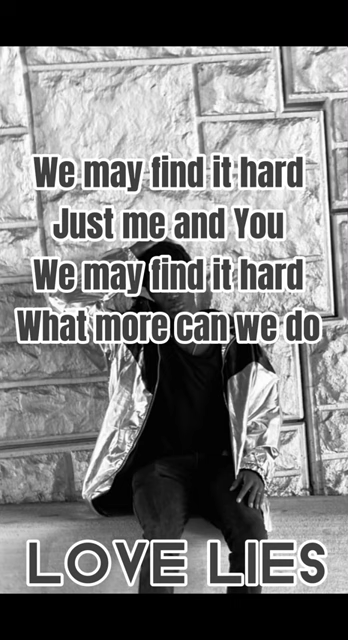 We may find it hard
Just me and You
We may find it hard
What more can we do
LOVE LIES